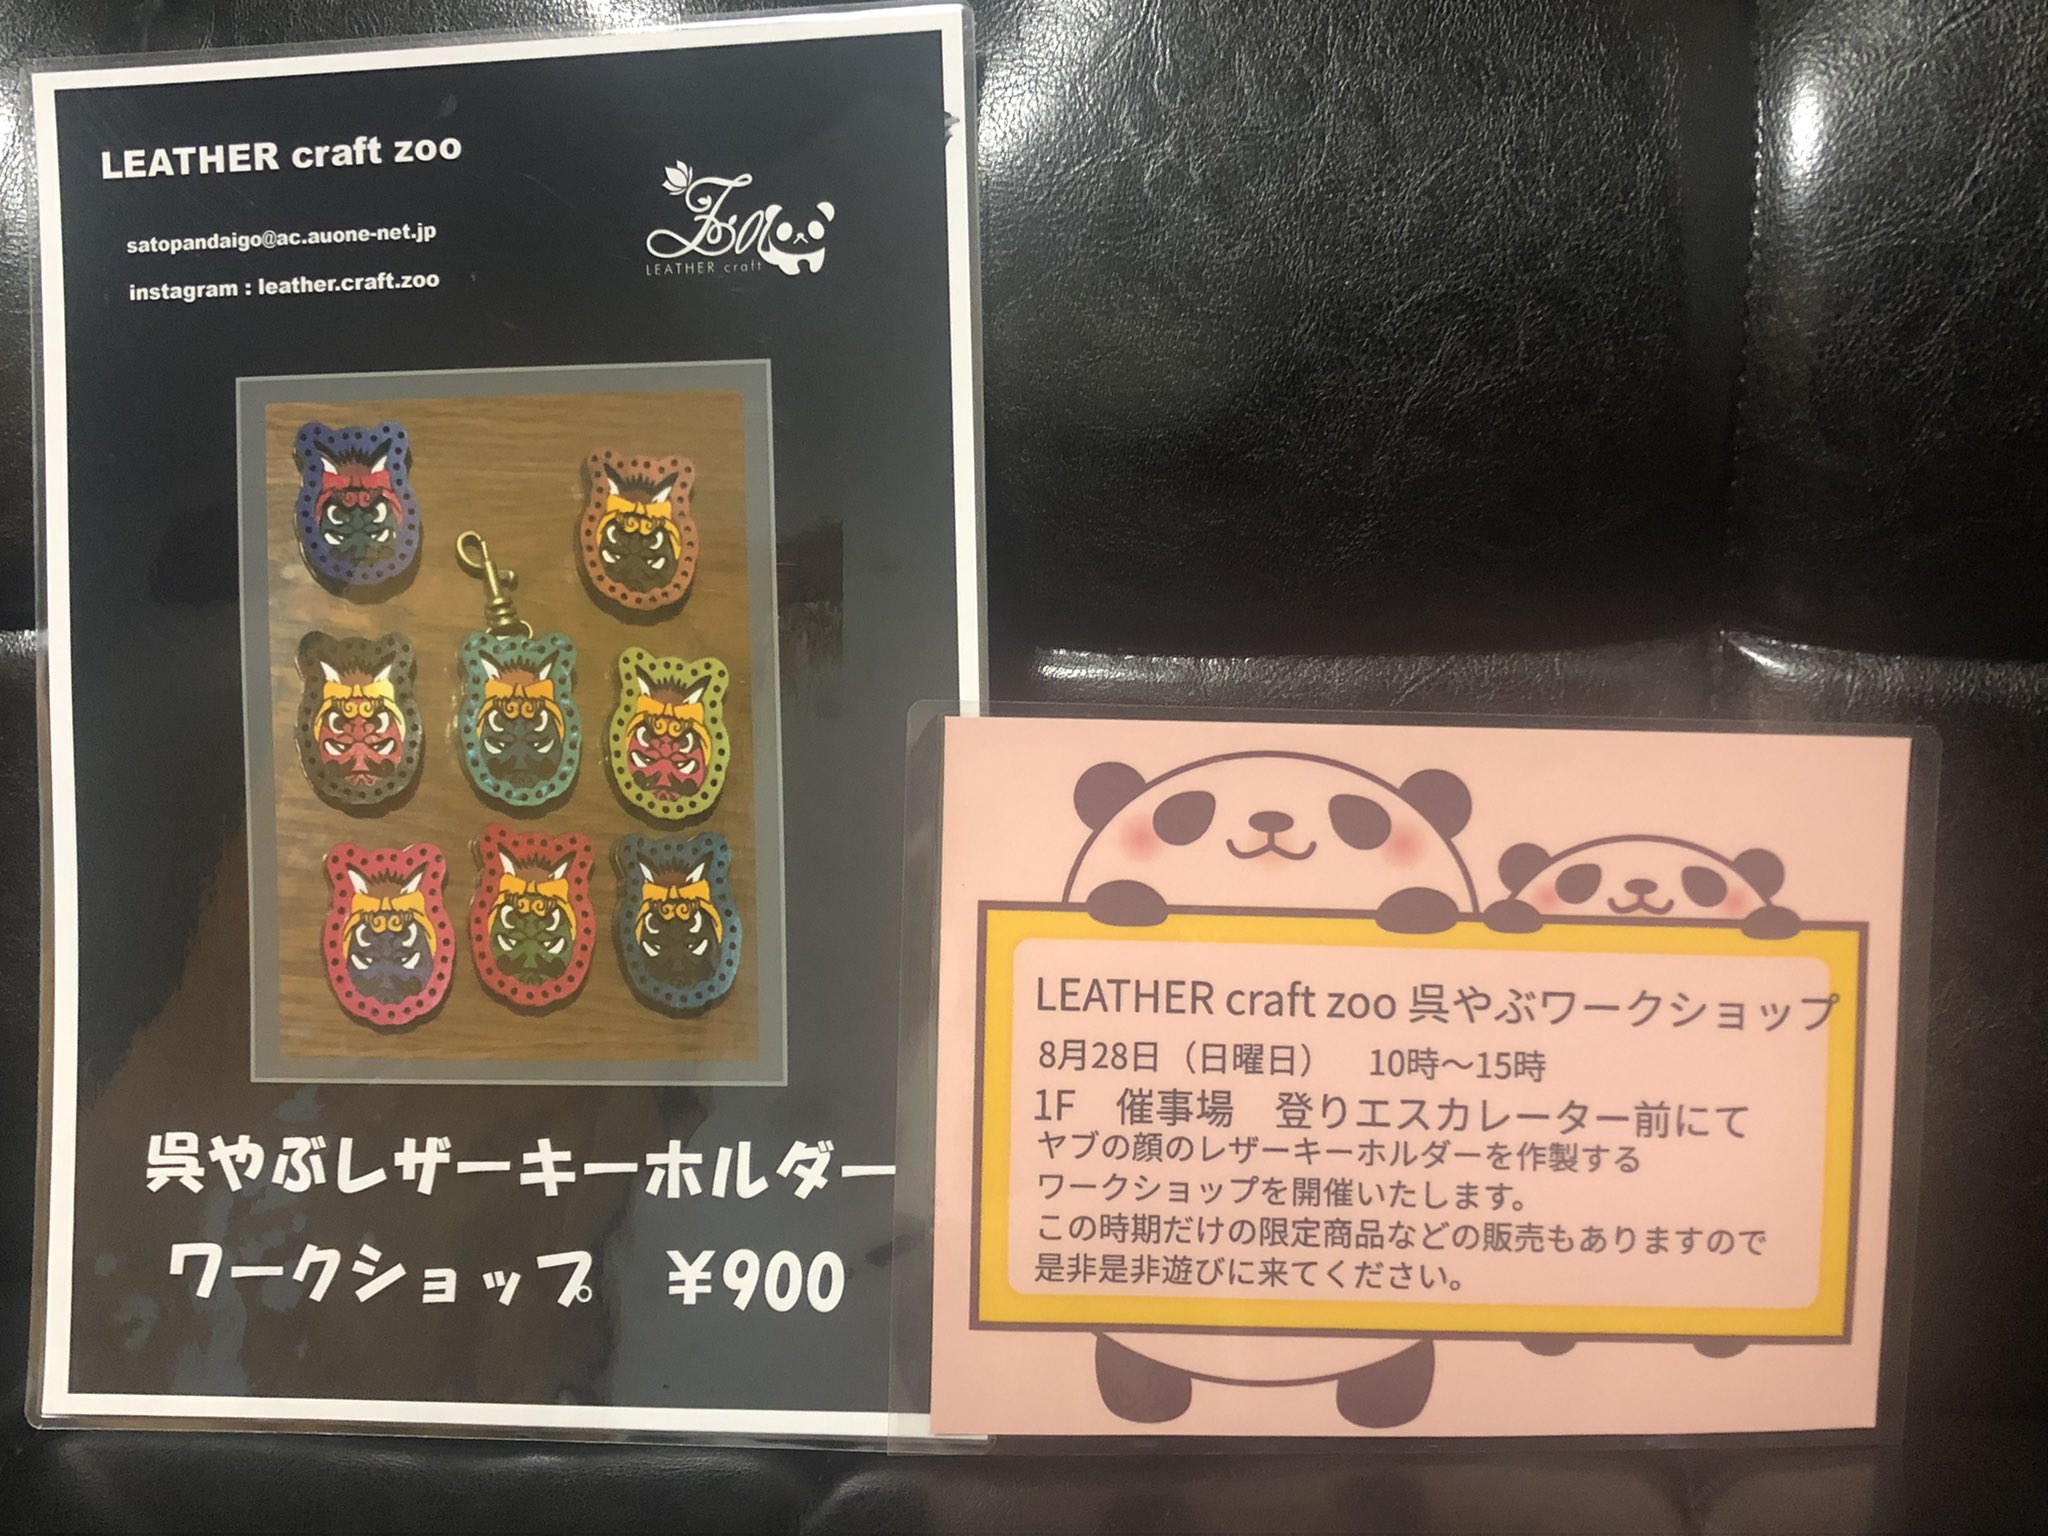 LEATHER craft zoo
satopandaigo@ac.auone-net.jp
instagram : leather.craft.zoo
Zoo
LEATHER craft
呉やぶレザーキーホルダー
ワークショップ ￥900
LEATHER craft zoo 呉やぶワークショップ
8月28日（日曜日） 10時～15時
1F 催事場 登りエスカレーター前にて
ヤブの顔のレザーキーホルダーを作製する
ワークショップを開催いたします。
この時期だけの限定商品などの販売もありますので
是非是非遊びに来てください。